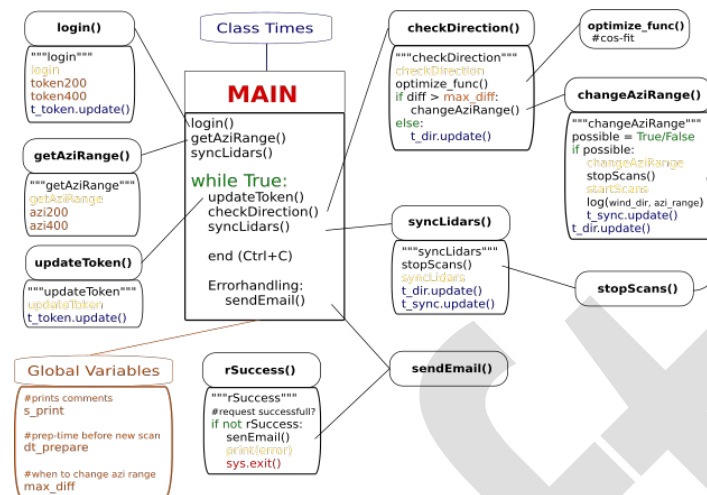 login()
"""login"""
login
token200
token400
t_token.update()
Class Times
MAIN
login()
getAziRange()
syncLidars()
while True:
updateToken()
checkDirection()
syncLidars()
end (Ctrl+C)
Errorhandling:
sendEmail()
checkDirection()
"""checkDirection"""
checkDirection
optimize_func()
if diff > max_diff:
changeAziRange()
else:
t_dir.update()
optimize_func()
#cos-fit
changeAziRange()
"""changeAziRange"""
possible = True/False
if possible:
changeAziRange
stopScans()
startScans
log(wind_dir, azi_range)
t_sync.update()
t_dir.update()
getAziRange()
"""getAziRange"""
getAziRange
azi200
azi400
updateToken()
"""updateToken"""
updateToken
t_token.update()
syncLidars()
"""syncLidars"""
stopScans()
syncLidars
t_dir.update()
t_sync.update()
stopScans()
Global Variables
#prints comments
s_print
#prep-time before new scan
dt_prepare
#when to change azi range
max_diff
rSuccess()
"""rSuccess"""
#request successfull?
if not rSuccess:
senEmail()
print(error)
sys.exit()
sendEmail()